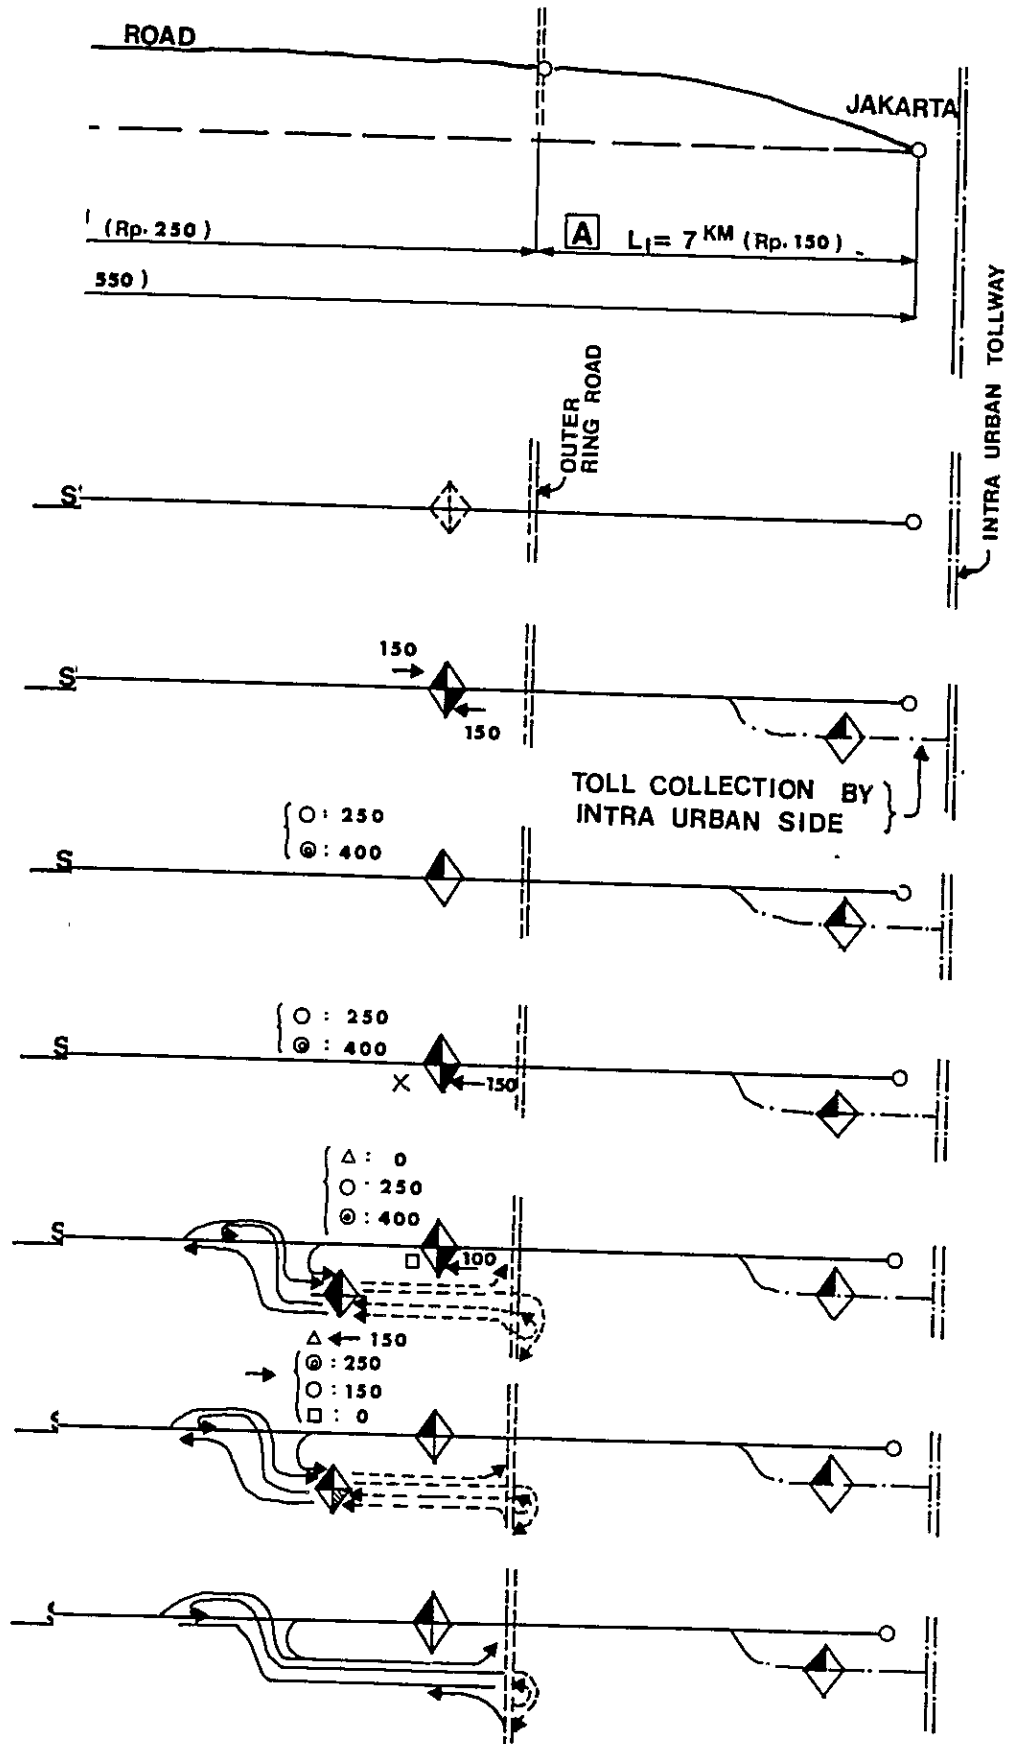 ROAD
JAKARTA
(Rp. 250)
A
L₁= 7 KM (Rp. 150)
550)
INTRA URBAN TOLLWAY
OUTER
RING ROAD
S
150
S
150
TOLL COLLECTION BY
INTRA URBAN SIDE
○: 250
◎: 400
S
○: 250
◎: 400
S
× 150
△: 0
○: 250
◎: 400
S
□ 100
△ ← 150
→ ◎: 250
○: 150
□: 0